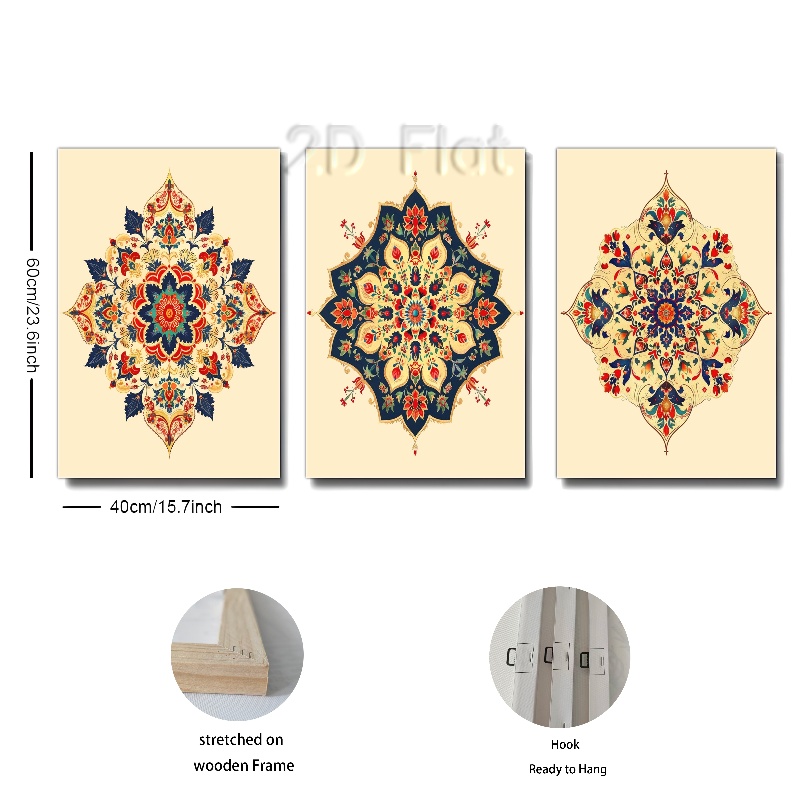 2D Flat
60cm/23.6inch
40cm/15.7inch
stretched on
wooden Frame
Hook
Ready to Hang